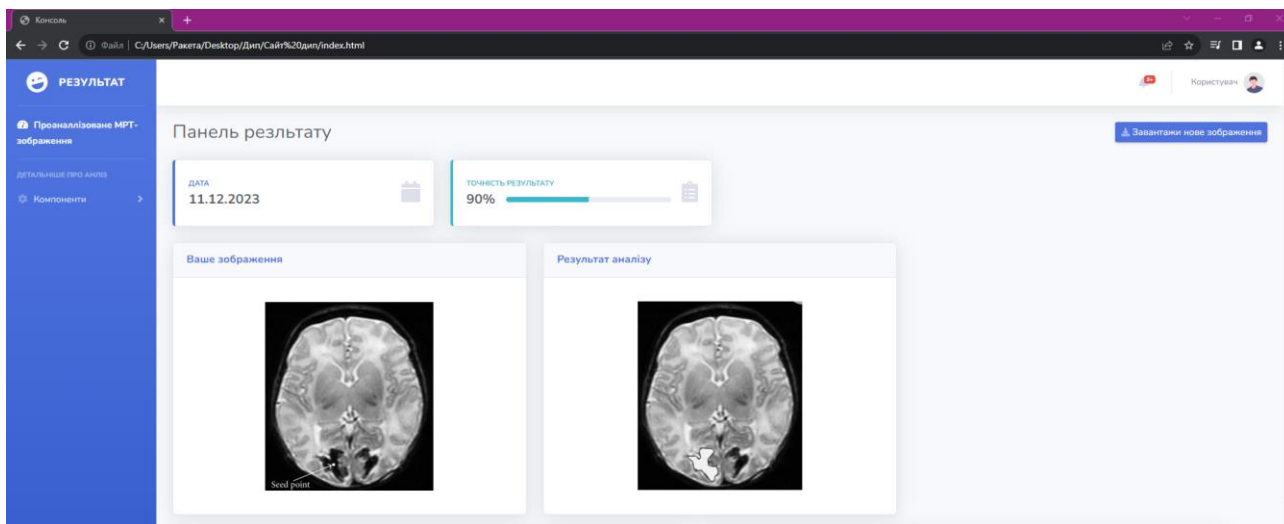 Консоль
Файл | C:/Users/Ракета/Desktop/Дип/Сайт%20дип/index.html
РЕЗУЛЬТАТ
Користувач
Проаналлізоване МРТ-
зображення
Панель резльтату
Завантажи нове зображення
ДЕТАЛЬНІШЕ ПРО АНЛІЗ
Компоненти
ДАТА
11.12.2023
ТОЧНІСТЬ РЕЗУЛЬТАТУ
90%
Ваше зображення
Результат аналізу
Seed point